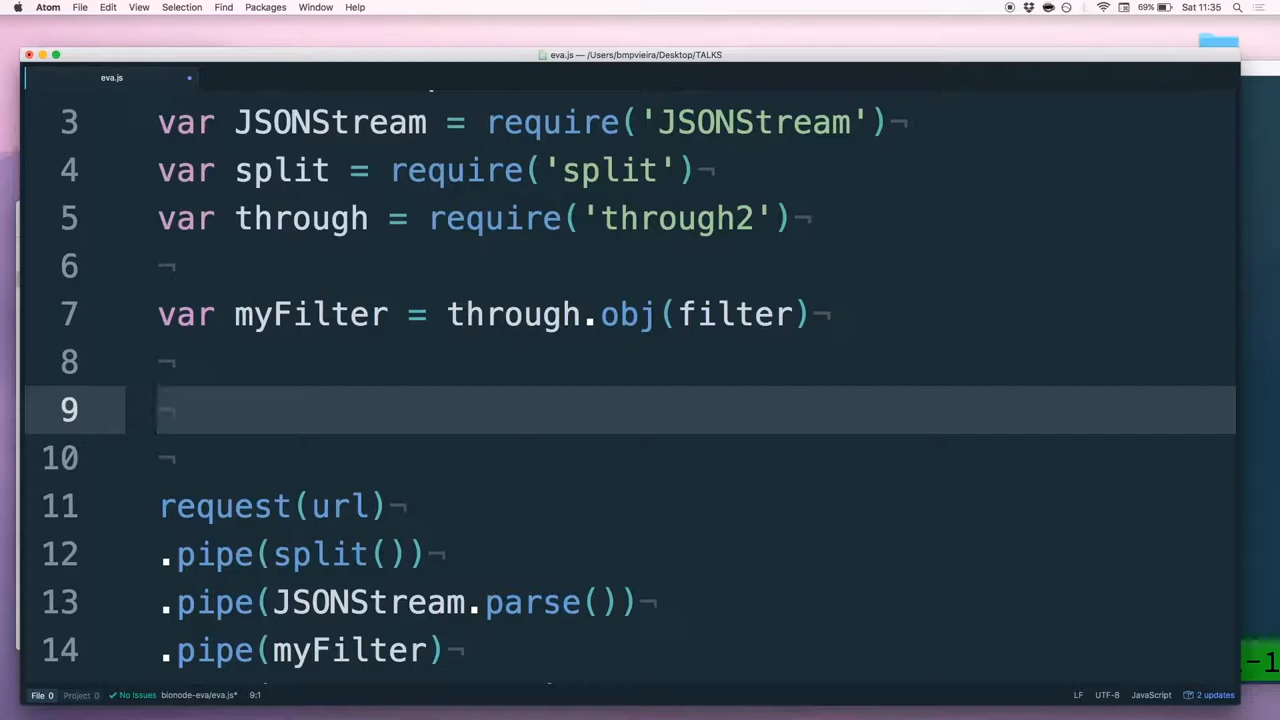 Atom File Edit View Selection Find Packages Window Help 69% Sat 11:35
eva.js — /Users/bmpvieira/Desktop/TALKS
eva.js
3 var JSONStream = require('JSONStream')¬
4 var split = require('split')¬
5 var through = require('through2')¬
6 ¬
7 var myFilter = through.obj(filter)¬
8 ¬
9 ¬
10 ¬
11 request(url)¬
12 .pipe(split())¬
13 .pipe(JSONStream.parse())¬
14 .pipe(myFilter)¬
File 0 Project 0 ✓ No Issues bionode-eva/eva.js* 9:1 LF UTF-8 JavaScript 2 updates